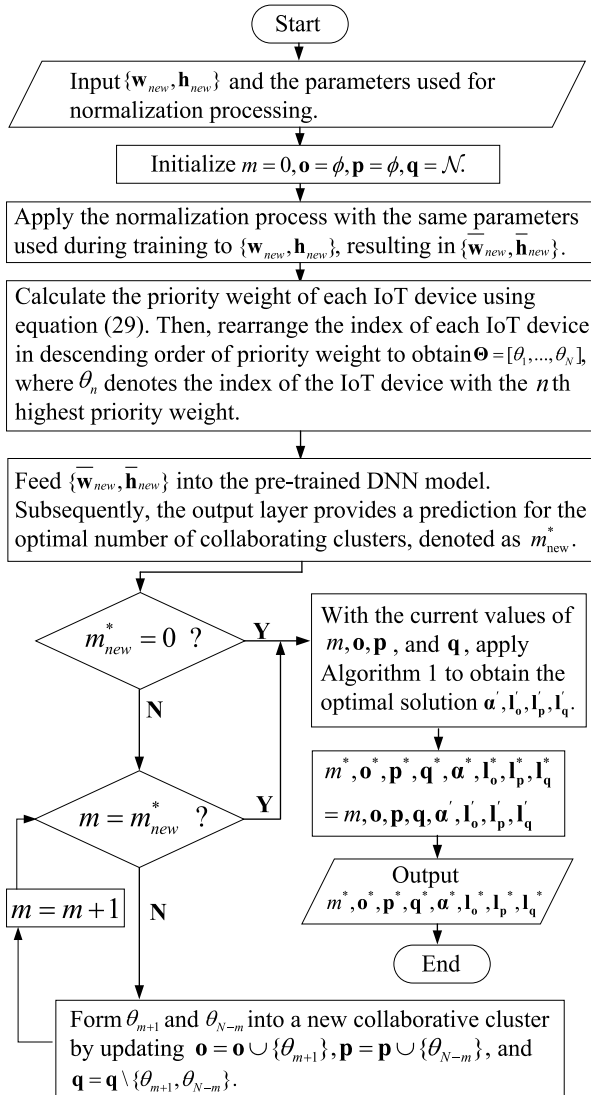 Start
Input {w_new, h_new} and the parameters used for
normalization processing.
Initialize m = 0, o = ϕ, p = ϕ, q = 𝒩.
Apply the normalization process with the same parameters
used during training to {w_new, h_new}, resulting in {w̅_new, h̅_new}.
Calculate the priority weight of each IoT device using
equation (29). Then, rearrange the index of each IoT device
in descending order of priority weight to obtain Θ = [θ_1,...,θ_N],
where θ_n denotes the index of the IoT device with the n th
highest priority weight.
Feed {w̅_new, h̅_new} into the pre-trained DNN model.
Subsequently, the output layer provides a prediction for the
optimal number of collaborating clusters, denoted as m*_new.
m*_new = 0 ?
Y
N
With the current values of
m, o, p , and q , apply
Algorithm 1 to obtain the
optimal solution α′, l′_o, l′_p, l′_q.
m = m*_new ?
Y
N
m*, o*, p*, q*, α*, l*_o, l*_p, l*_q
= m, o, p, q, α′, l′_o, l′_p, l′_q
Output
m*, o*, p*, q*, α*, l_o*, l_p*, l_q*
End
m = m + 1
Form θ_{m+1} and θ_{N−m} into a new collaborative cluster
by updating o = o ∪ {θ_{m+1}}, p = p ∪ {θ_{N−m}}, and
q = q \ {θ_{m+1}, θ_{N−m}}.